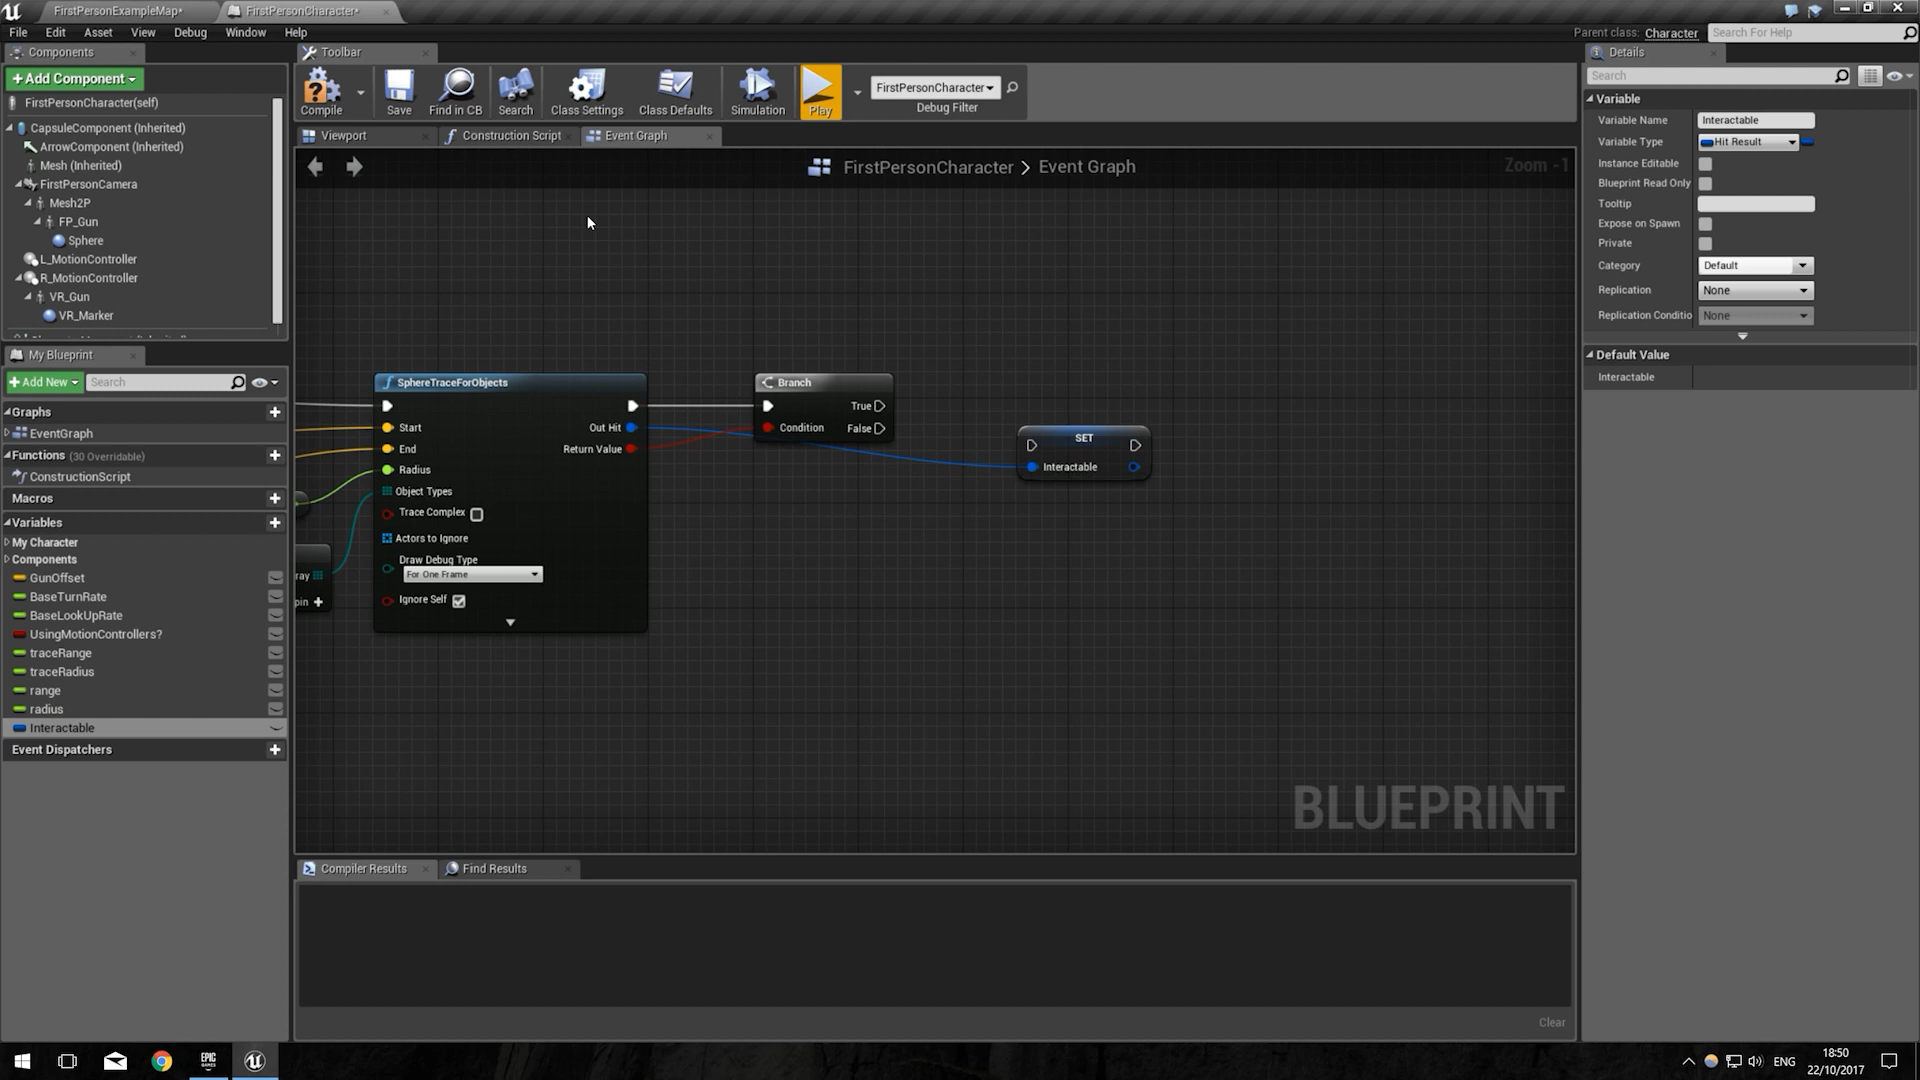 FirstPersonExampleMap*
FirstPersonCharacter*
File Edit Asset View Debug Window Help
Parent class: Character
Search For Help
Components
Toolbar
Details
+Add Component
FirstPersonCharacter(self)
CapsuleComponent (Inherited)
ArrowComponent (Inherited)
Mesh (Inherited)
FirstPersonCamera
Mesh2P
FP_Gun
Sphere
L_MotionController
R_MotionController
VR_Gun
VR_Marker
Compile
Save
Find in CB
Search
Class Settings
Class Defaults
Simulation
Play
FirstPersonCharacter
Debug Filter
Viewport
Construction Script
Event Graph
FirstPersonCharacter > Event Graph
Zoom -1
My Blueprint
+Add New
Search
Graphs
EventGraph
Functions (30 Overridable)
ConstructionScript
Macros
Variables
My Character
Components
GunOffset
BaseTurnRate
BaseLookUpRate
UsingMotionControllers?
traceRange
traceRadius
range
radius
Interactable
Event Dispatchers
SphereTraceForObjects
Start
Out Hit
End
Return Value
Radius
Object Types
Trace Complex
Actors to Ignore
Draw Debug Type
For One Frame
Ignore Self
ray
pin +
Branch
True
Condition
False
SET
Interactable
BLUEPRINT
Compiler Results
Find Results
Clear
Search
Variable
Variable Name
Interactable
Variable Type
Hit Result
Instance Editable
Blueprint Read Only
Tooltip
Expose on Spawn
Private
Category
Default
Replication
None
Replication Conditio
None
Default Value
Interactable
EPIC
GAMES
ENG
18:50
22/10/2017